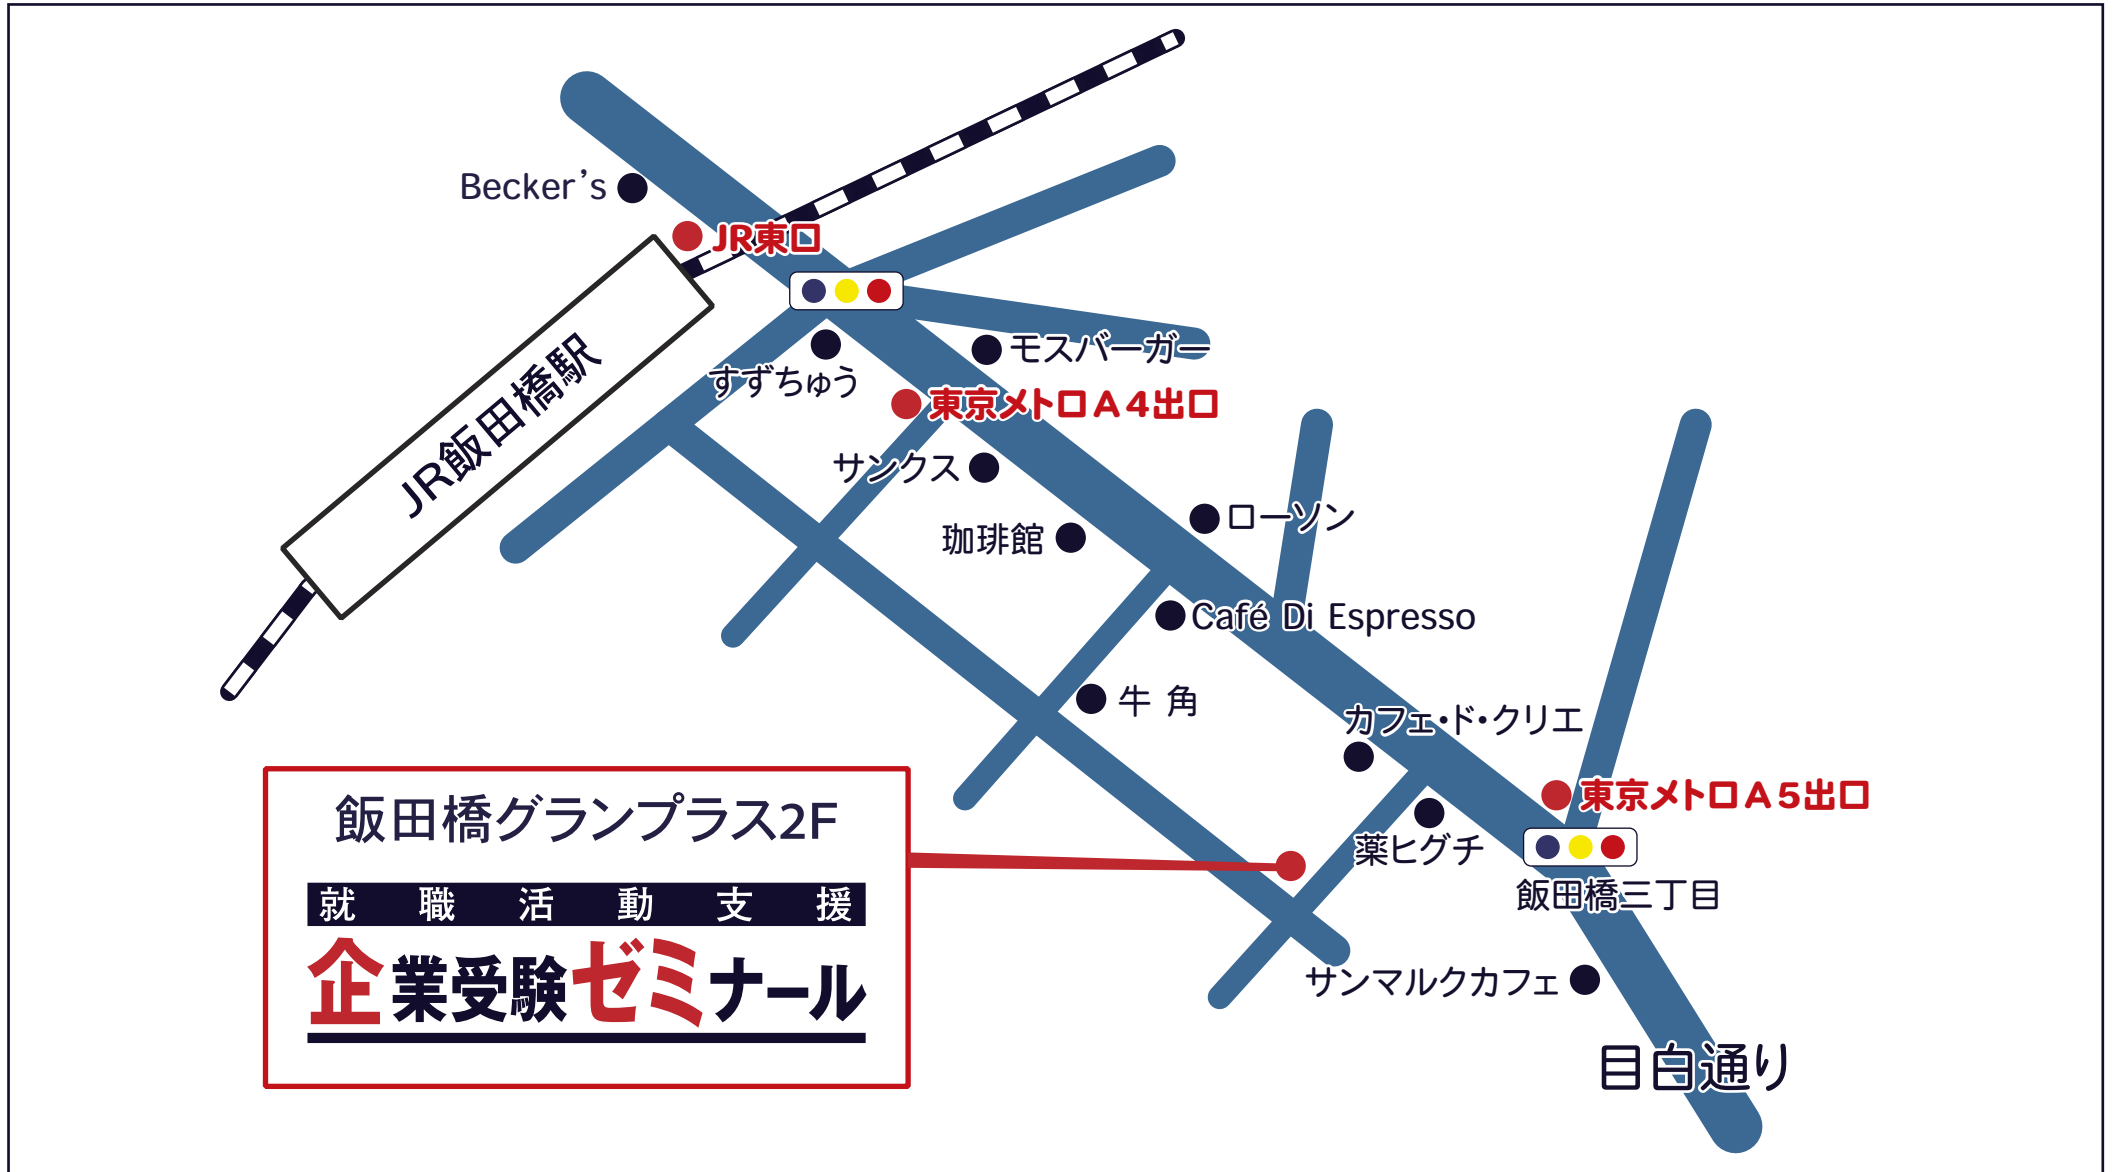 Becker's
JR東口
JR飯田橋駅
すずちゅう
モスバーガー
東京メトロA4出口
サンクス
珈琲館
ローソン
Café Di Espresso
牛 角
カフェ・ド・クリエ
東京メトロA5出口
薬ヒグチ
飯田橋三丁目
サンマルクカフェ
目白通り
飯田橋グランプラス2F
就職活動支援
企業受験ゼミナール